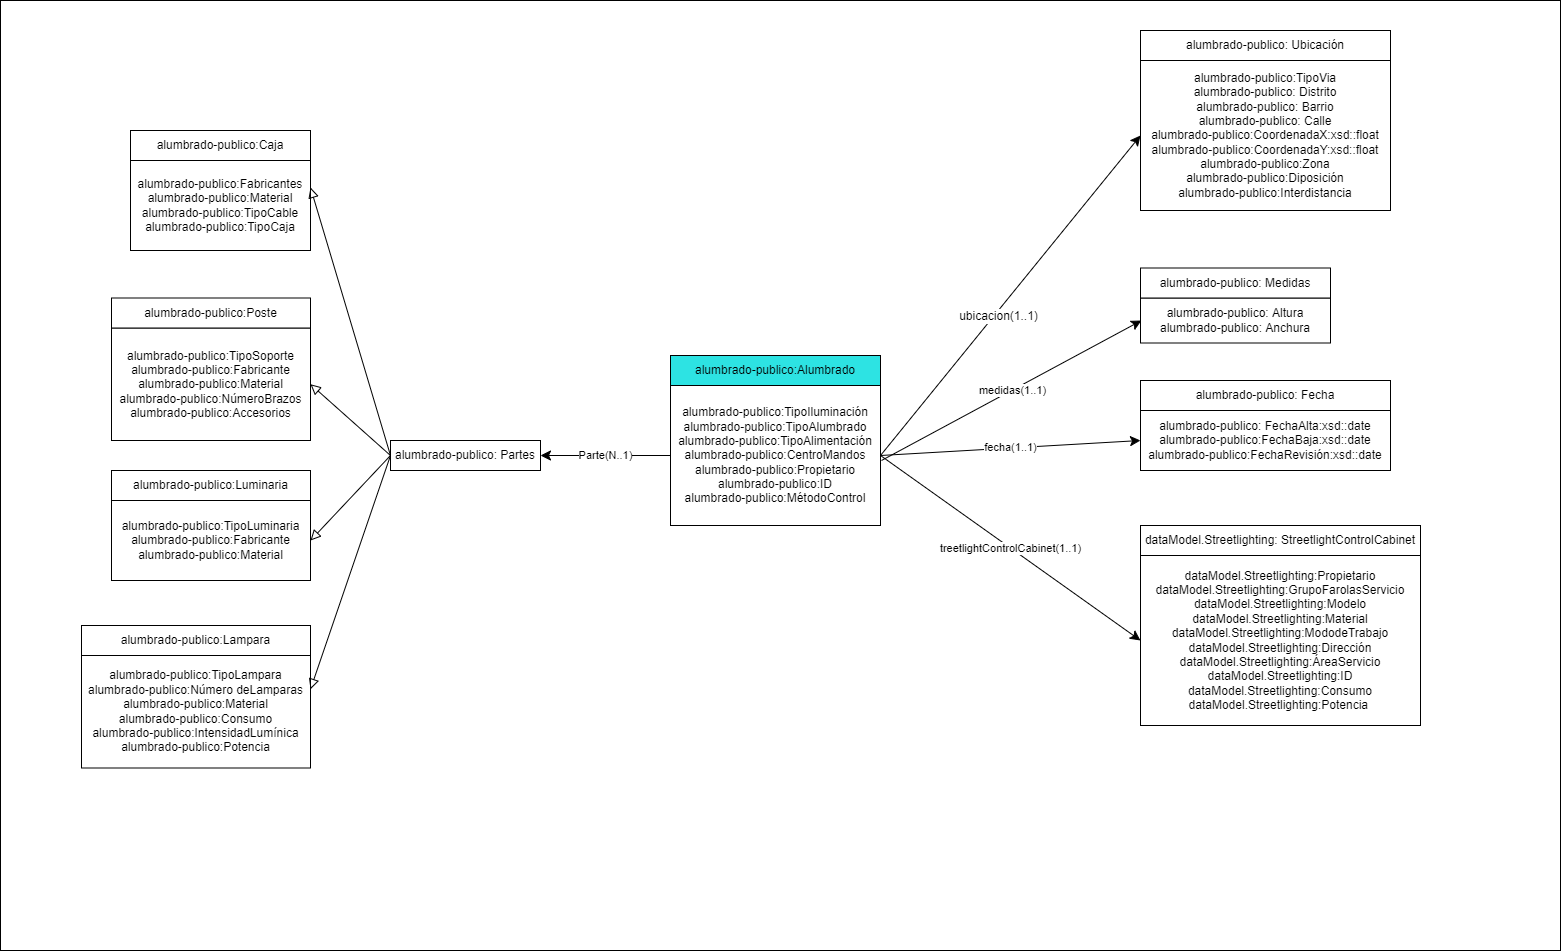 alumbrado-publico:Caja
alumbrado-publico:Fabricantes
alumbrado-publico:Material
alumbrado-publico:TipoCable
alumbrado-publico:TipoCaja
alumbrado-publico:Poste
alumbrado-publico:TipoSoporte
alumbrado-publico:Fabricante
alumbrado-publico:Material
alumbrado-publico:NúmeroBrazos
alumbrado-publico:Accesorios
alumbrado-publico:Luminaria
alumbrado-publico:TipoLuminaria
alumbrado-publico:Fabricante
alumbrado-publico:Material
alumbrado-publico:Lampara
alumbrado-publico:TipoLampara
alumbrado-publico:Número deLamparas
alumbrado-publico:Material
alumbrado-publico:Consumo
alumbrado-publico:IntensidadLumínica
alumbrado-publico:Potencia
alumbrado-publico: Partes
Parte(N..1)
alumbrado-publico:Alumbrado
alumbrado-publico:TipoIluminación
alumbrado-publico:TipoAlumbrado
alumbrado-publico:TipoAlimentación
alumbrado-publico:CentroMandos
alumbrado-publico:Propietario
alumbrado-publico:ID
alumbrado-publico:MétodoControl
ubicacion(1..1)
medidas(1..1)
fecha(1..1)
treetlightControlCabinet(1..1)
alumbrado-publico: Ubicación
alumbrado-publico:TipoVia
alumbrado-publico: Distrito
alumbrado-publico: Barrio
alumbrado-publico: Calle
alumbrado-publico:CoordenadaX:xsd::float
alumbrado-publico:CoordenadaY:xsd::float
alumbrado-publico:Zona
alumbrado-publico:Diposición
alumbrado-publico:Interdistancia
alumbrado-publico: Medidas
alumbrado-publico: Altura
alumbrado-publico: Anchura
alumbrado-publico: Fecha
alumbrado-publico: FechaAlta:xsd::date
alumbrado-publico:FechaBaja:xsd::date
alumbrado-publico:FechaRevisión:xsd::date
dataModel.Streetlighting: StreetlightControlCabinet
dataModel.Streetlighting:Propietario
dataModel.Streetlighting:GrupoFarolasServicio
dataModel.Streetlighting:Modelo
dataModel.Streetlighting:Material
dataModel.Streetlighting:MododeTrabajo
dataModel.Streetlighting:Dirección
dataModel.Streetlighting:ÁreaServicio
dataModel.Streetlighting:ID
dataModel.Streetlighting:Consumo
dataModel.Streetlighting:Potencia